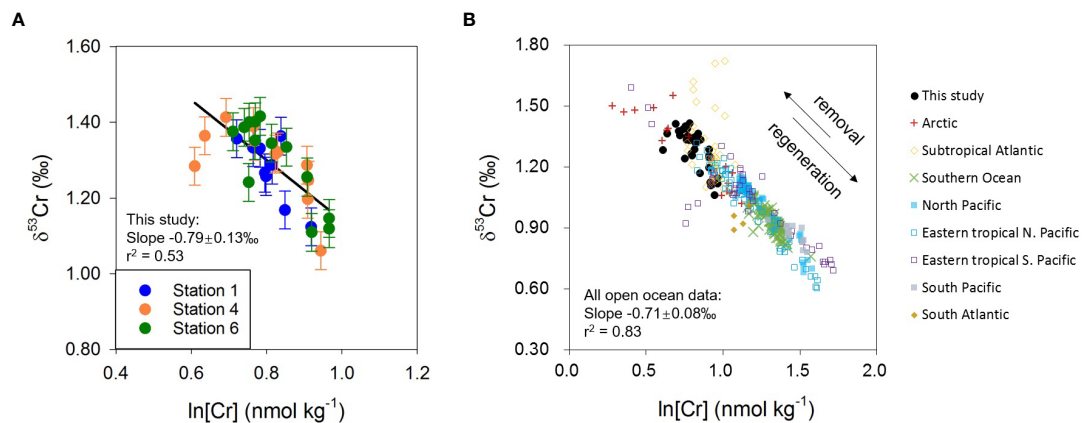 A
1.60
1.40
1.20
1.00
0.80
δ53Cr (‰)
This study:
Slope -0.79±0.13‰
r² = 0.53
Station 1
Station 4
Station 6
0.4 0.6 0.8 1.0 1.2
ln[Cr] (nmol kg⁻¹)
B
1.80
1.50
1.20
0.90
0.60
0.30
δ53Cr (‰)
removal
regeneration
All open ocean data:
Slope -0.71±0.08‰
r² = 0.83
0.0 0.5 1.0 1.5 2.0
ln[Cr] (nmol kg⁻¹)
This study
Arctic
Subtropical Atlantic
Southern Ocean
North Pacific
Eastern tropical N. Pacific
Eastern tropical S. Pacific
South Pacific
South Atlantic